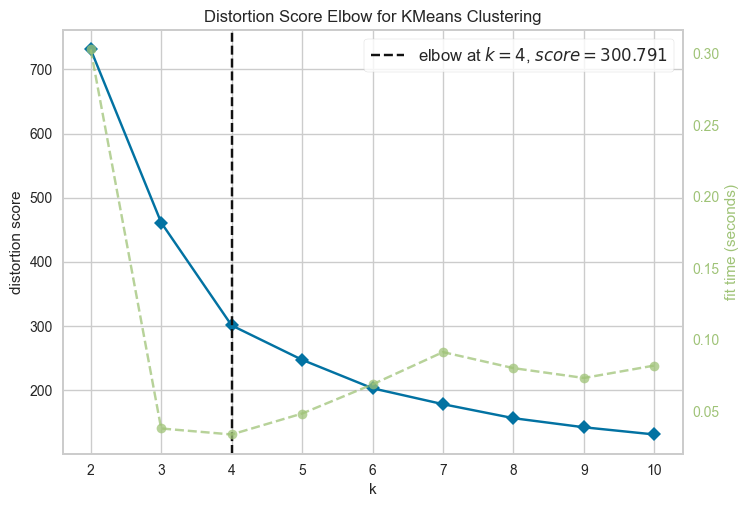 Distortion Score Elbow for KMeans Clustering
elbow at k = 4, score = 300.791
distortion score
700
600
500
400
300
200
0.30
0.25
0.20
0.15
0.10
0.05
fit time (seconds)
2 3 4 5 6 7 8 9 10
k